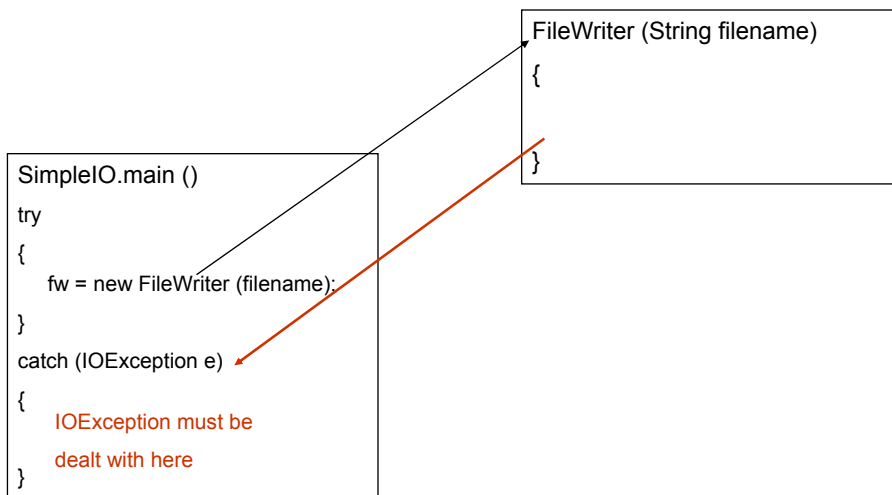 FileWriter (String filename)
{
}
SimpleIO.main ()
try
{
fw = new FileWriter (filename);
}
catch (IOException e)
{
IOException must be
dealt with here
}